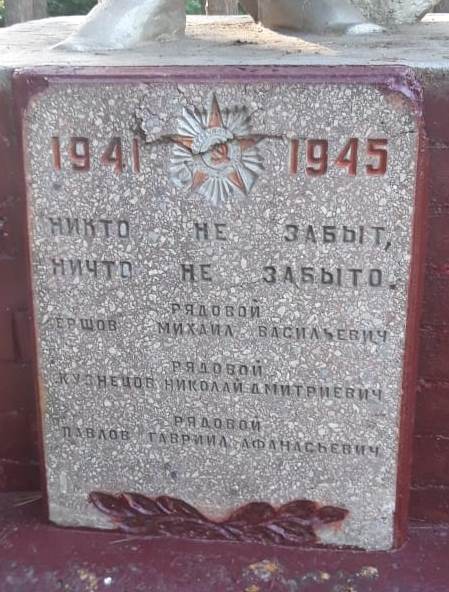 1941 1945
НИКТО НЕ ЗАБЫТ,
НИЧТО НЕ ЗАБЫТО.
РЯДОВОЙ
ЕРШОВ МИХАИЛ ВАСИЛЬЕВИЧ
РЯДОВОЙ
КУЗНЕЦОВ НИКОЛАЙ ДМИТРИЕВИЧ
РЯДОВОЙ
ПАВЛОВ ГАВРИИЛ АФАНАСЬЕВИЧ